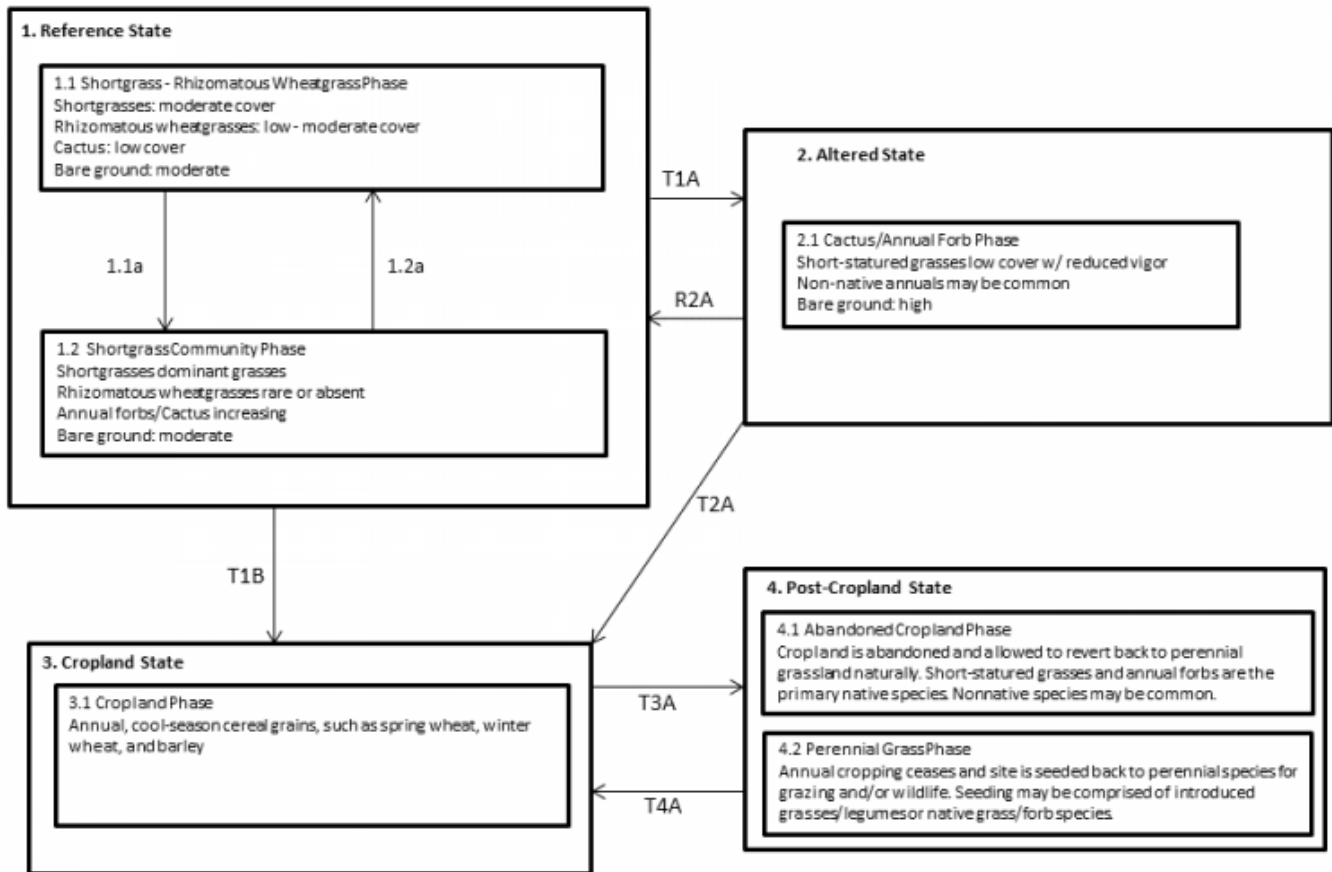 1. Reference State
1.1 Shortgrass - Rhizomatous Wheatgrass Phase
Shortgrasses: moderate cover
Rhizomatous wheatgrasses: low - moderate cover
Cactus: low cover
Bare ground: moderate
1.1a
1.2a
1.2 Shortgrass Community Phase
Shortgrasses dominant grasses
Rhizomatous wheatgrasses rare or absent
Annual forbs/Cactus increasing
Bare ground: moderate
T1A
R2A
2. Altered State
2.1 Cactus/Annual Forb Phase
Short-statured grasses low cover w/ reduced vigor
Non-native annuals may be common
Bare ground: high
T1B
T2A
3. Cropland State
3.1 Cropland Phase
Annual, cool-season cereal grains, such as spring wheat, winter
wheat, and barley
T3A
T4A
4. Post-Cropland State
4.1 Abandoned Cropland Phase
Cropland is abandoned and allowed to revert back to perennial
grassland naturally. Short-statured grasses and annual forbs are the
primary native species. Nonnative species may be common.
4.2 Perennial Grass Phase
Annual cropping ceases and site is seeded back to perennial species for
grazing and/or wildlife. Seeding may be comprised of introduced
grasses/legumes or native grass/forb species.